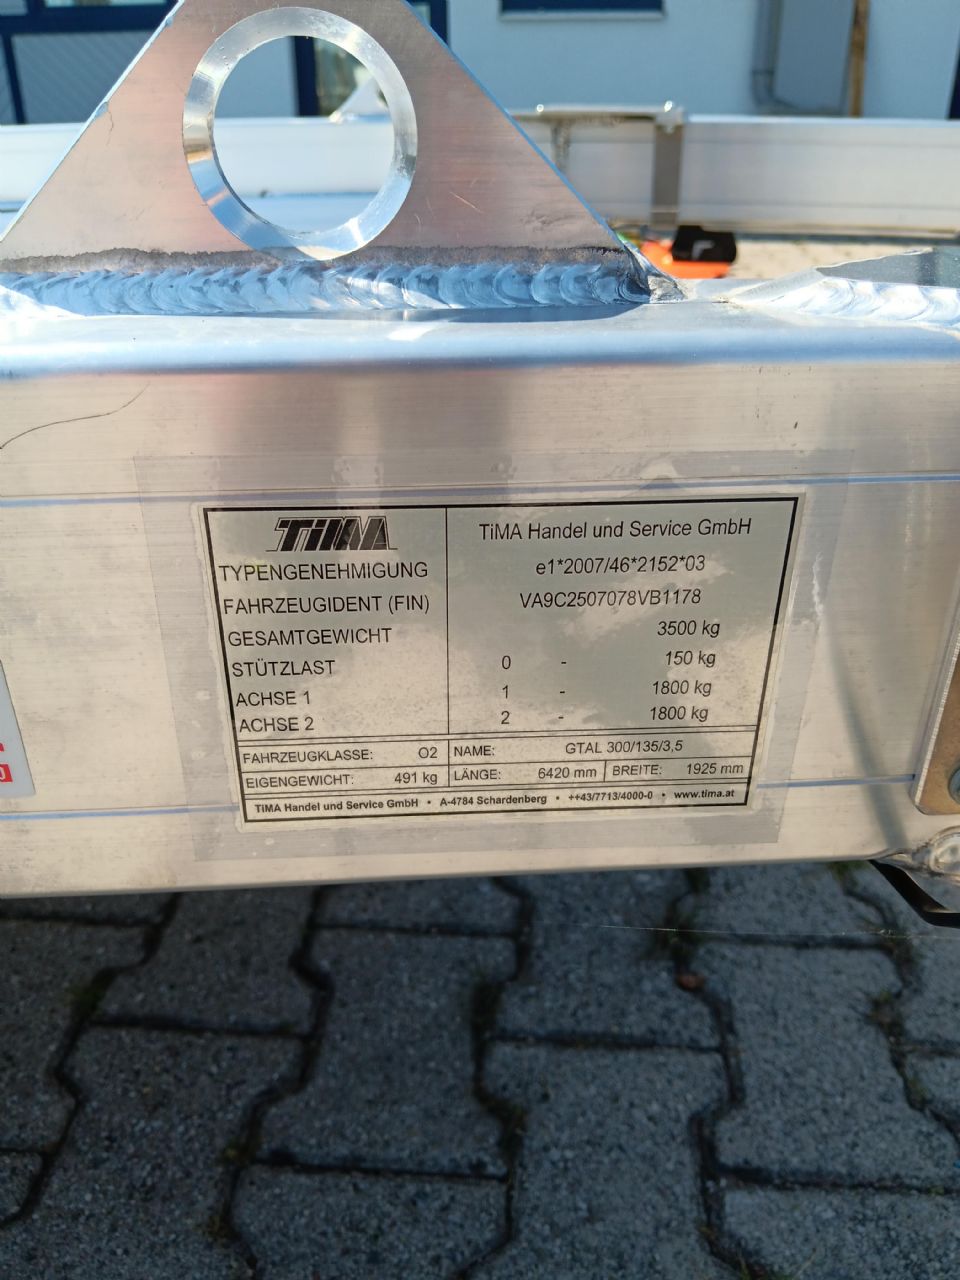 TiMA
TiMA Handel und Service GmbH
TYPENGENEHMIGUNG e1*2007/46*2152*03
FAHRZEUGIDENT (FIN) VA9C2507078VB1178
GESAMTGEWICHT 3500 kg
STÜTZLAST 0 - 150 kg
ACHSE 1 1 - 1800 kg
ACHSE 2 2 - 1800 kg
FAHRZEUGKLASSE: O2 NAME: GTAL 300/135/3,5
EIGENGEWICHT: 491 kg LÄNGE: 6420 mm BREITE: 1925 mm
TiMA Handel und Service GmbH • A-4784 Schardenberg • ++43/7713/4000-0 • www.tima.at